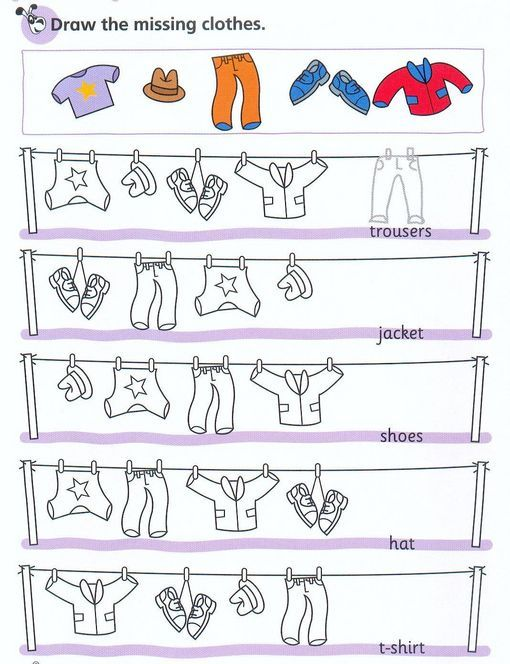 Draw the missing clothes.
trousers
jacket
shoes
hat
t-shirt